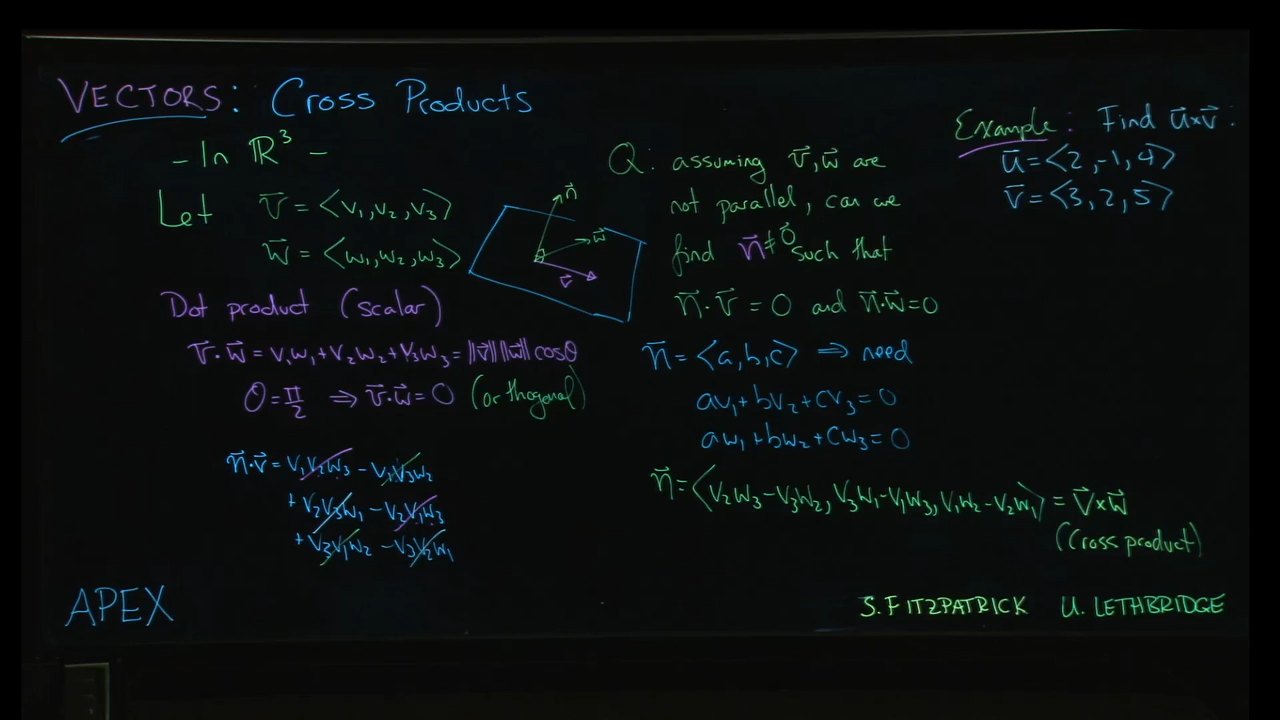 VECTORS: Cross Products
- In ℝ³ -
Let v⃗ = ⟨v₁, v₂, v₃⟩
w⃗ = ⟨w₁, w₂, w₃⟩
n⃗
w⃗
v⃗
Dot product (scalar)
v⃗·w⃗ = v₁w₁ + v₂w₂ + v₃w₃ = ‖v⃗‖ ‖w⃗‖ cosθ
θ = π/2 ⇒ v⃗·w⃗ = 0 (orthogonal)
n⃗·v⃗ = v₁v₂w₃ - v₁v₃w₂
+ v₂v₃w₁ - v₂v₁w₃
+ v₃v₁w₂ - v₃v₂w₁
Q: assuming v⃗, w⃗ are
not parallel, can we
find n⃗ ≠ 0⃗ such that
n⃗·v⃗ = 0 and n⃗·w⃗ = 0
n⃗ = ⟨a, b, c⟩ ⇒ need
av₁ + bv₂ + cv₃ = 0
aw₁ + bw₂ + cw₃ = 0
n⃗ = ⟨v₂w₃ - v₃w₂, v₃w₁ - v₁w₃, v₁w₂ - v₂w₁⟩ = v⃗×w⃗
(Cross product)
Example: Find u⃗×v⃗:
u⃗ = ⟨2, -1, 4⟩
v⃗ = ⟨3, 2, 5⟩
APEX
S. FITZPATRICK U. LETHBRIDGE